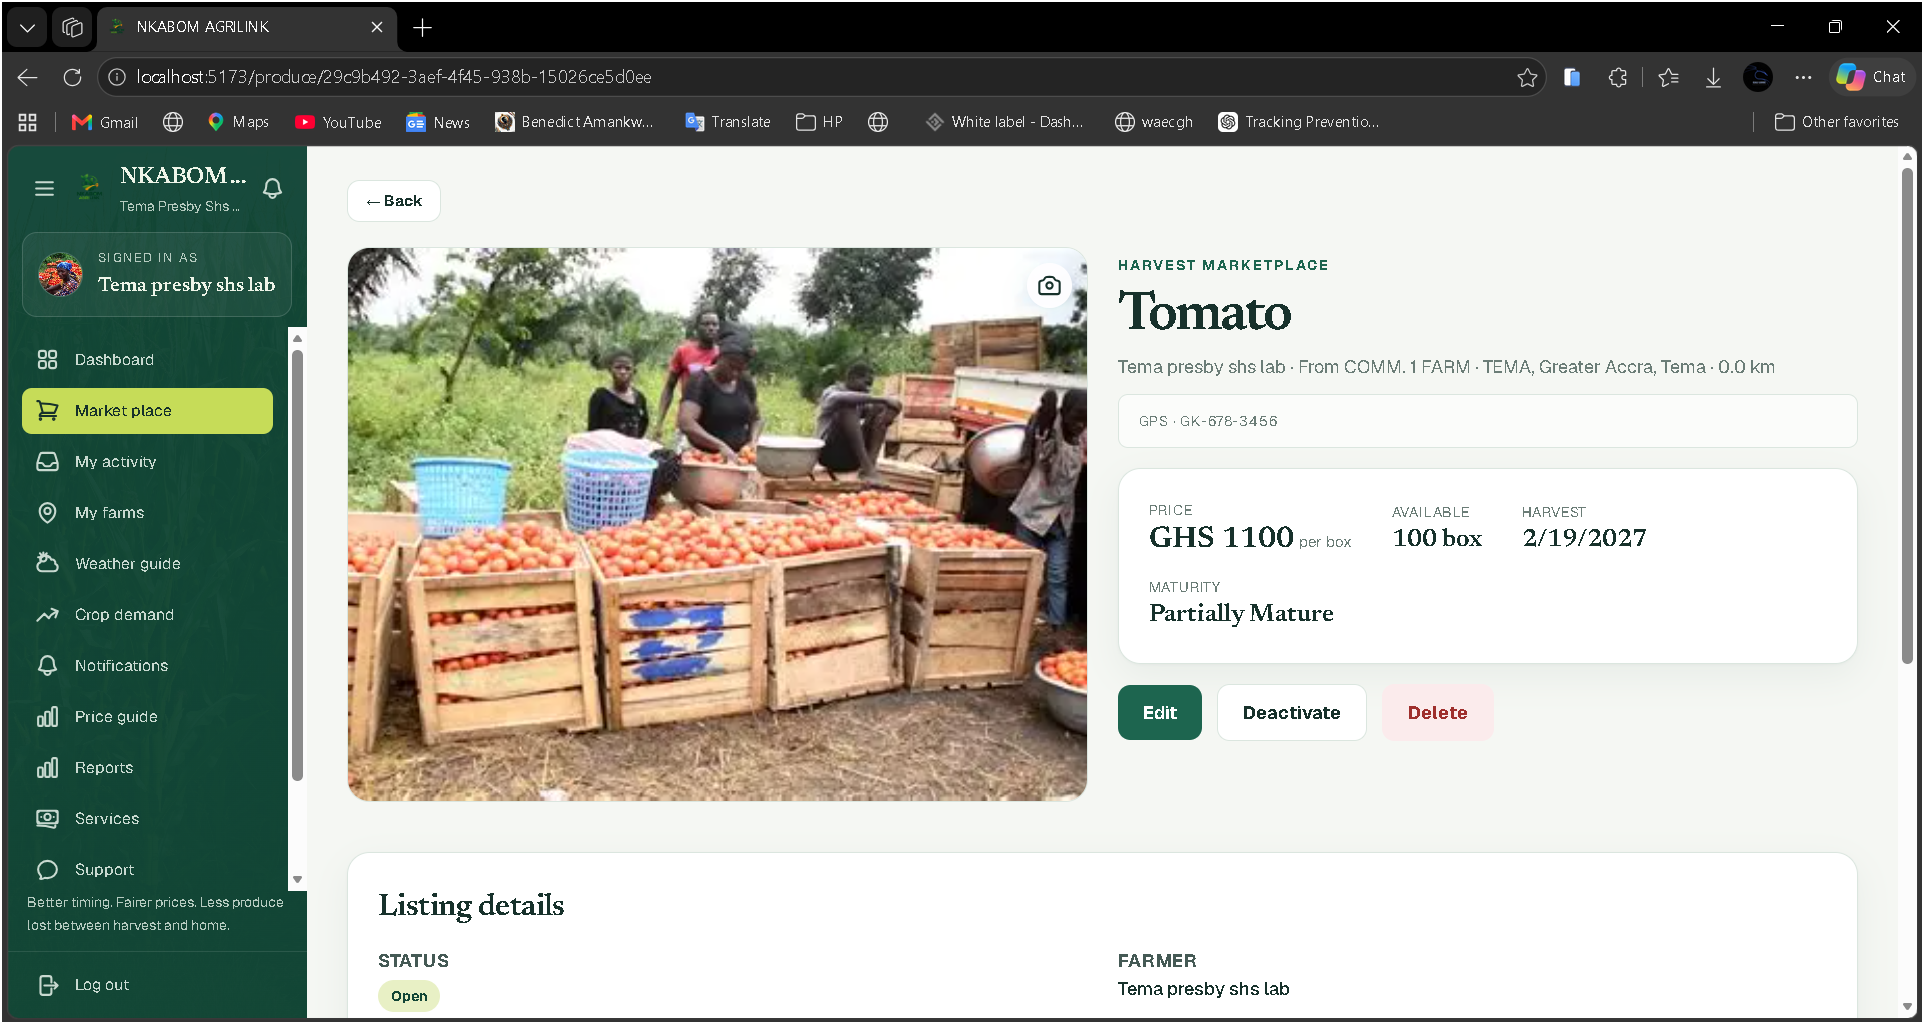 NKABOM AGRILINK
localhost:5173/produce/29c9b492-3aef-4f45-938b-15026ce5d0ee
Chat
Gmail
Maps
YouTube
News
Benedict Amankw...
Translate
HP
White label - Dash...
waecgh
Tracking Preventio...
Other favorites
NKABOM...
Tema Presby Shs ...
SIGNED IN AS
Tema presby shs lab
Dashboard
Market place
My activity
My farms
Weather guide
Crop demand
Notifications
Price guide
Reports
Services
Support
Better timing. Fairer prices. Less produce
lost between harvest and home.
Log out
← Back
HARVEST MARKETPLACE
Tomato
Tema presby shs lab · From COMM. 1 FARM · TEMA, Greater Accra, Tema · 0.0 km
GPS · GK-678-3456
PRICE
GHS 1100 per box
AVAILABLE
100 box
HARVEST
2/19/2027
MATURITY
Partially Mature
Edit
Deactivate
Delete
Listing details
STATUS
Open
FARMER
Tema presby shs lab